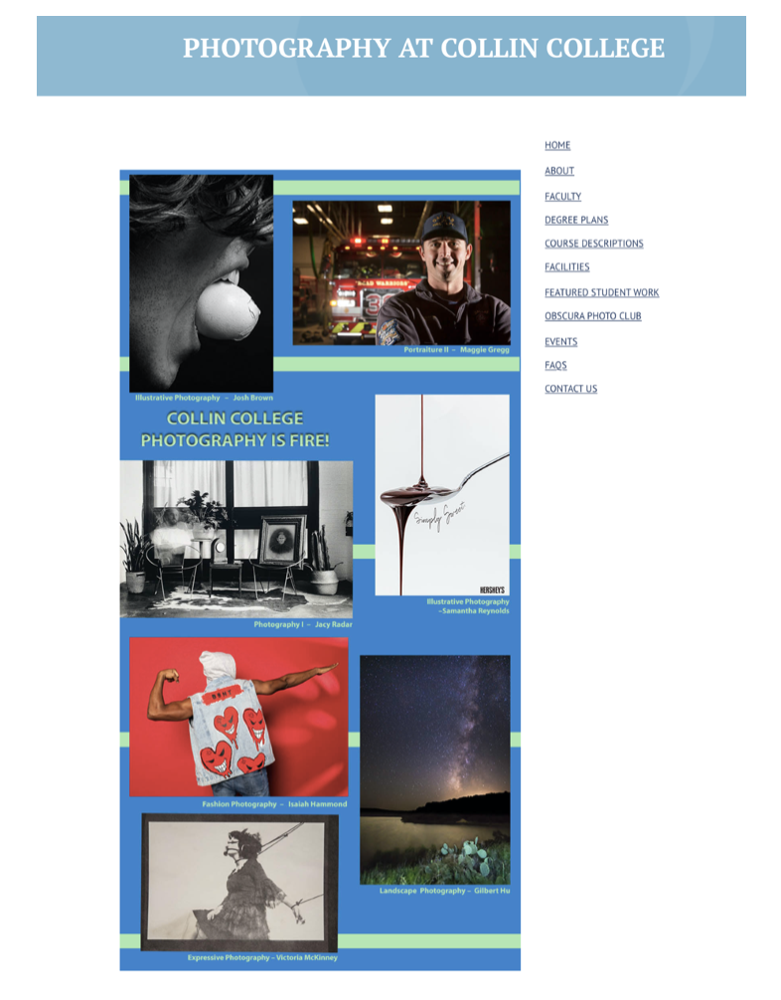 PHOTOGRAPHY AT COLLIN COLLEGE
HOME
ABOUT
FACULTY
DEGREE PLANS
COURSE DESCRIPTIONS
FACILITIES
FEATURED STUDENT WORK
OBSCURA PHOTO CLUB
EVENTS
FAQS
CONTACT US
"ROAD WARRIORS"
Portraiture II – Maggie Gregg
Illustrative Photography – Josh Brown
COLLIN COLLEGE
PHOTOGRAPHY IS FIRE!
Simply Sweet
HERSHEY'S
Illustrative Photography
–Samantha Reynolds
Photography I – Jacy Radar
Fashion Photography – Isaiah Hammond
Landscape Photography – Gilbert Hu
Expressive Photography – Victoria McKinney